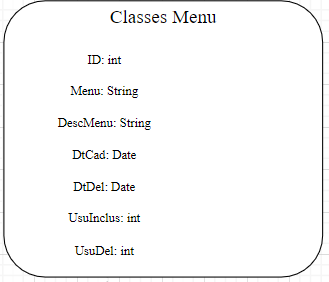 Classes Menu
ID: int
Menu: String
DescMenu: String
DtCad: Date
DtDel: Date
UsuInclus: int
UsuDel: int